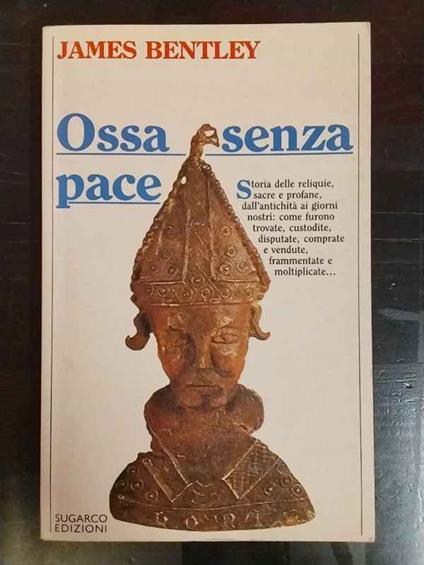 JAMES BENTLEY
Ossa senza
pace
Storia delle reliquie,
sacre e profane,
dall'antichità ai giorni
nostri: come furono
trovate, custodite,
disputate, comprate
e vendute,
frammentate e
moltiplicate...
SUGARCO
EDIZIONI